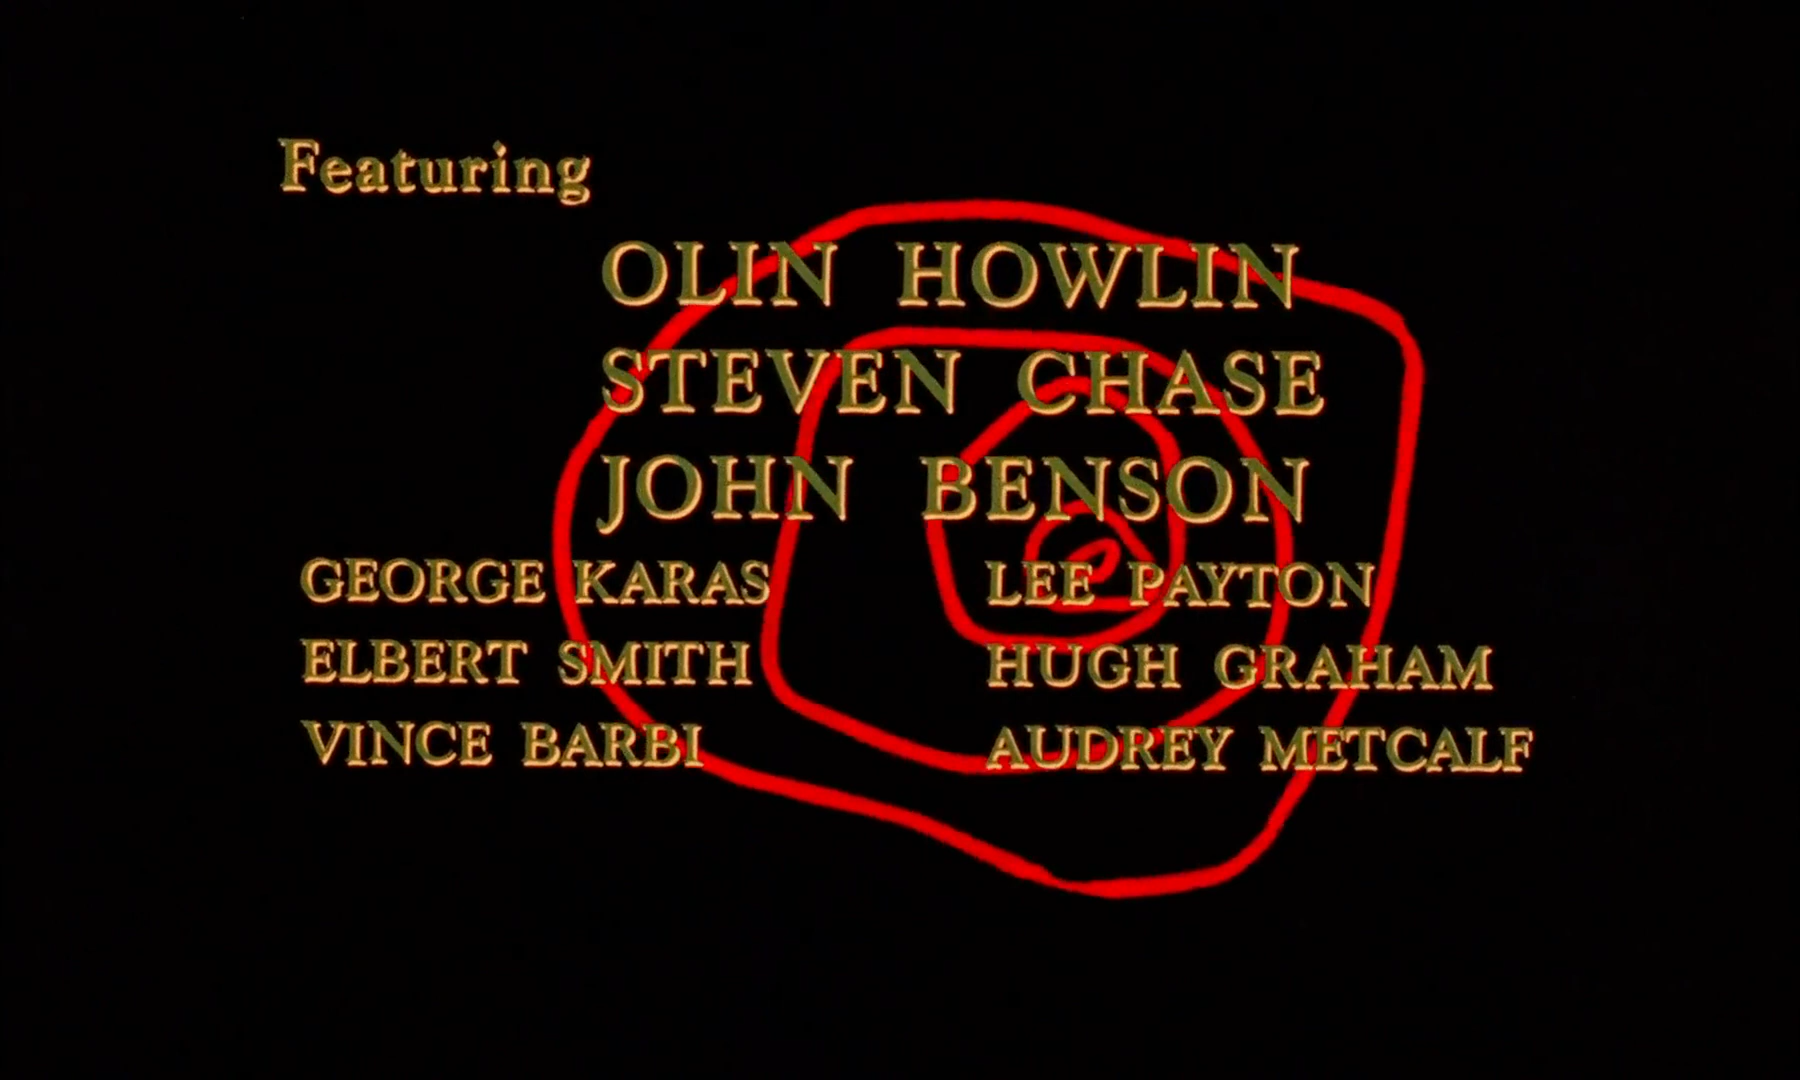 Featuring
OLIN HOWLIN
STEVEN CHASE
JOHN BENSON
GEORGE KARAS LEE PAYTON
ELBERT SMITH HUGH GRAHAM
VINCE BARBI AUDREY METCALF